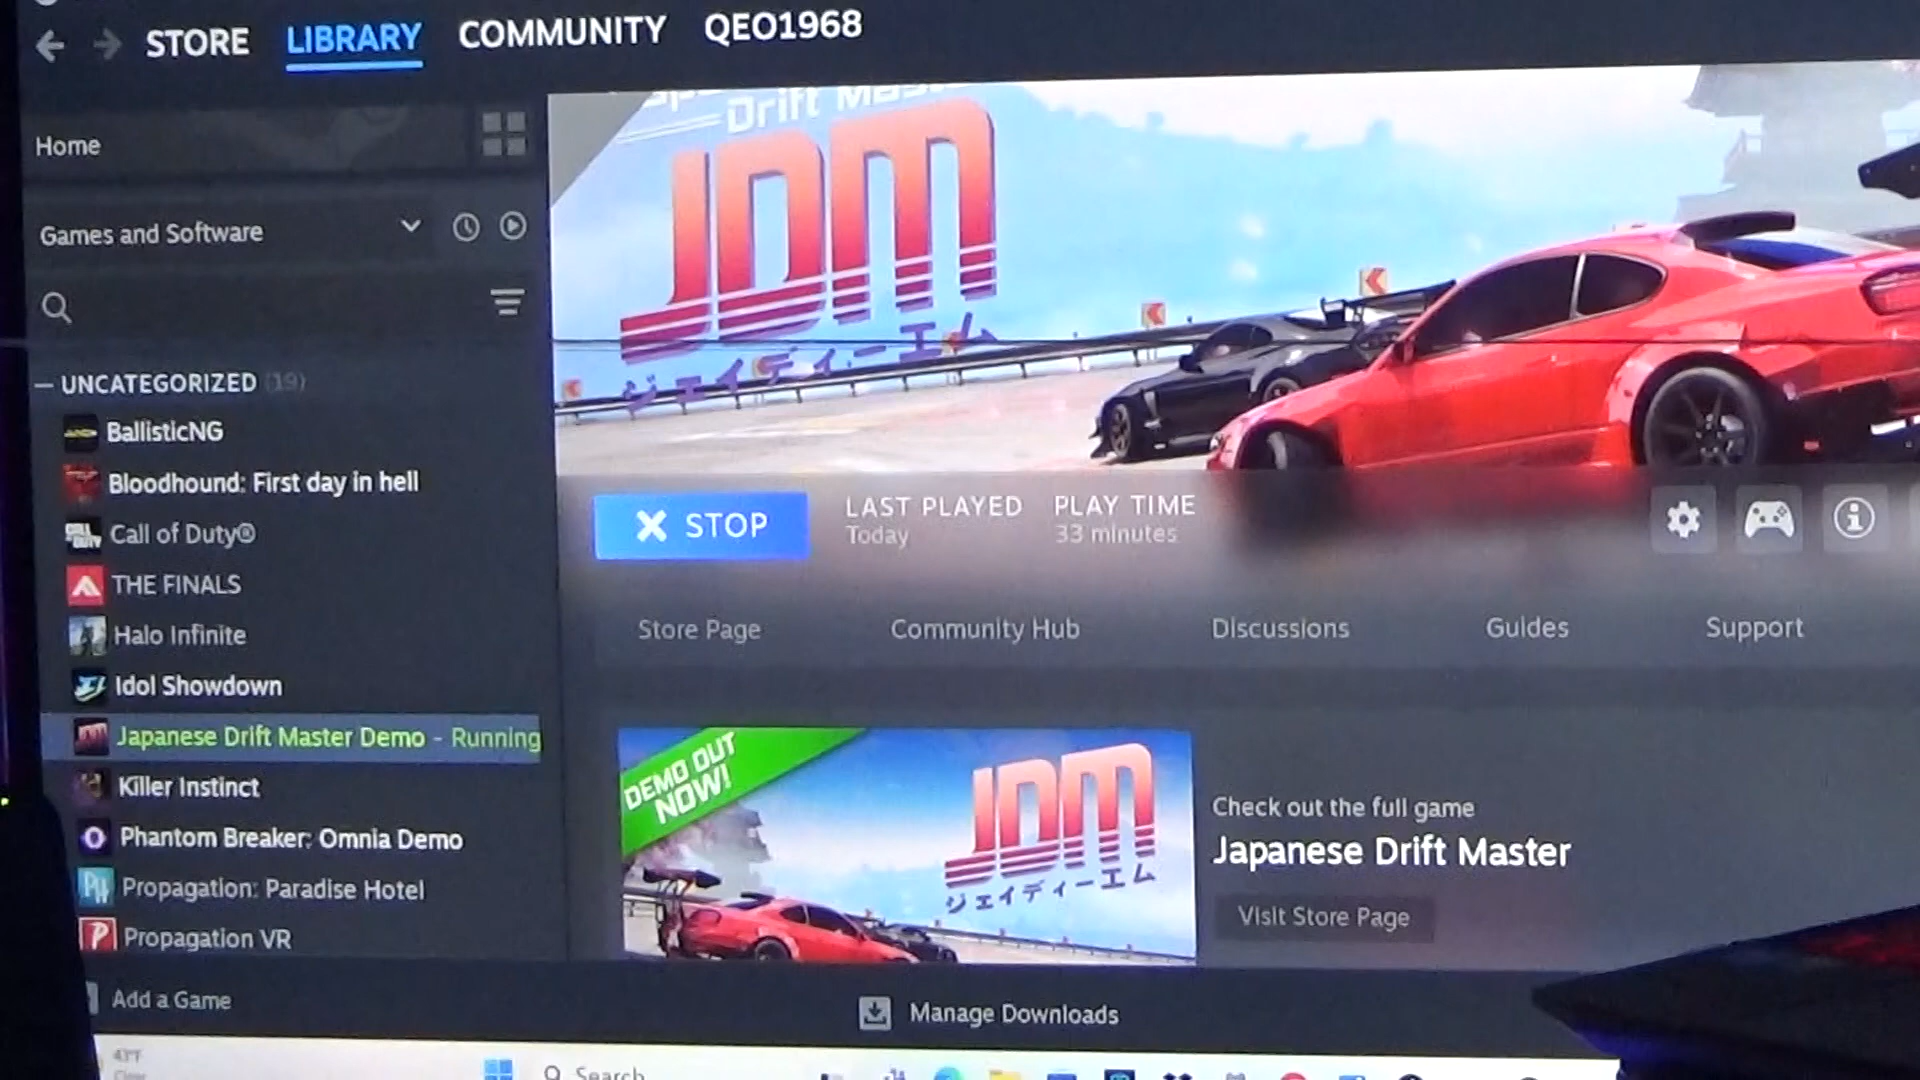 STORE LIBRARY COMMUNITY QEO1968
Home
Games and Software
UNCATEGORIZED (19)
BallisticNG
Bloodhound: First day in hell
Call of Duty®
THE FINALS
Halo Infinite
Idol Showdown
Japanese Drift Master Demo - Running
Killer Instinct
Phantom Breaker: Omnia Demo
Propagation: Paradise Hotel
Propagation VR
Add a Game
Drift
JDM
ジェイディーエム
STOP
LAST PLAYED
Today
PLAY TIME
33 minutes
Store Page Community Hub Discussions Guides Support
DEMO OUT
NOW!
JDM
ジェイディーエム
Check out the full game
Japanese Drift Master
Visit Store Page
Manage Downloads
43°F
Search